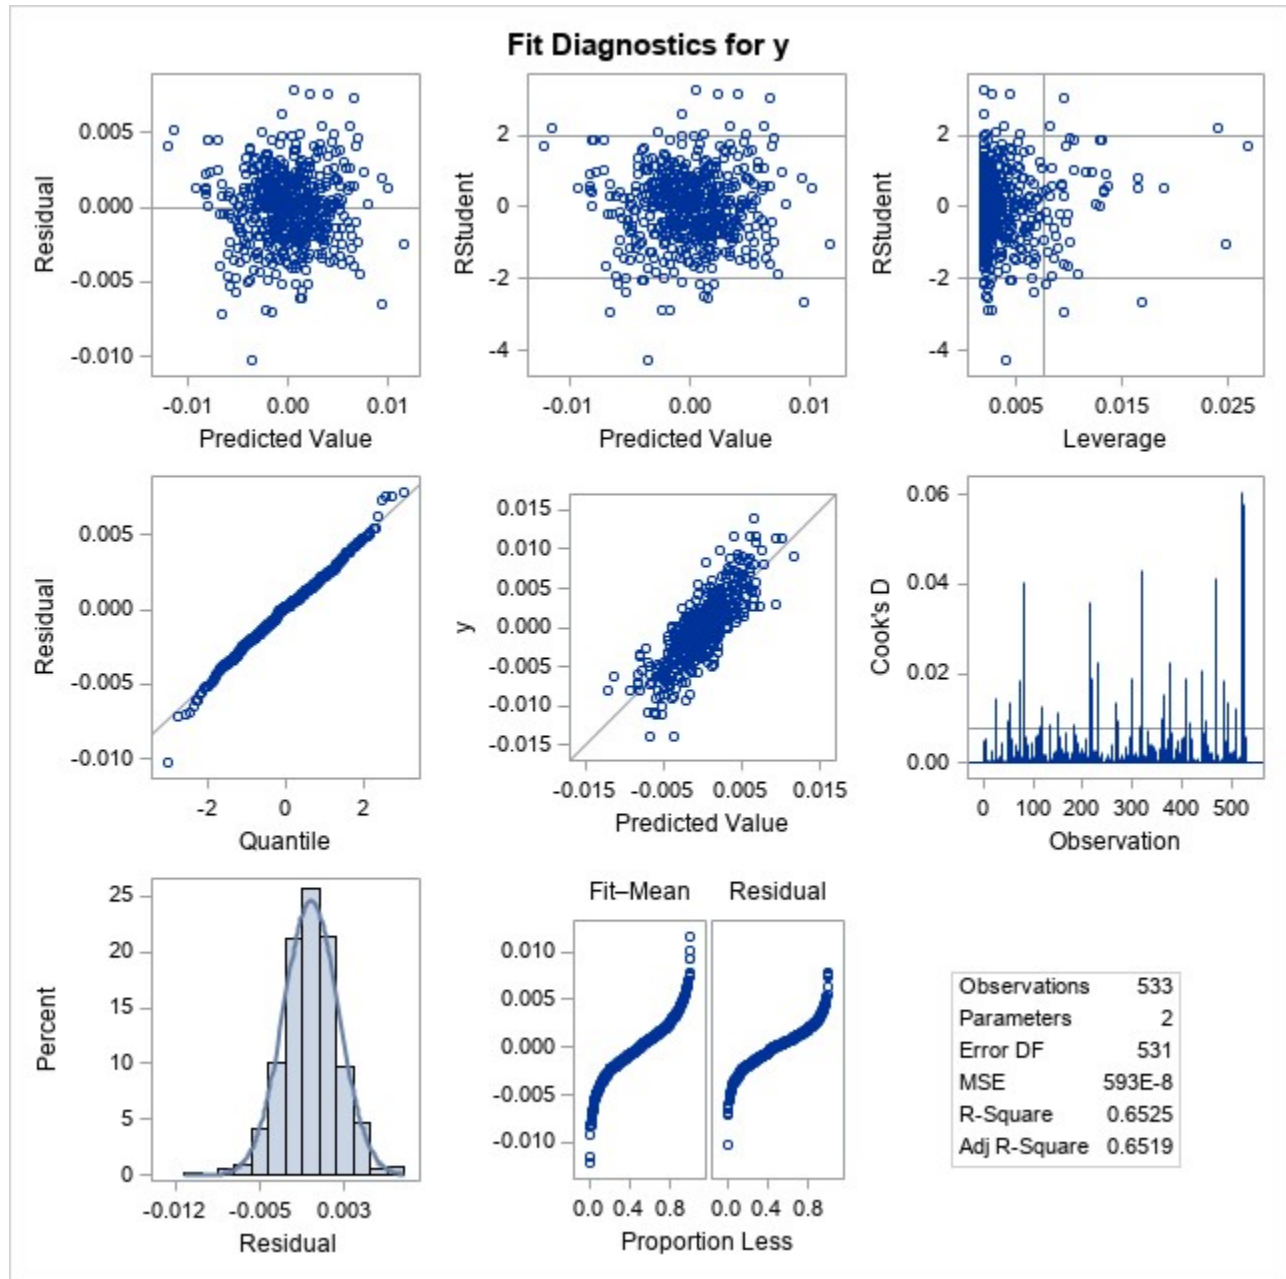 Fit Diagnostics for y
Residual
0.005
0.000
-0.005
-0.010
-0.01 0.00 0.01
Predicted Value
RStudent
2
0
-2
-4
-0.01 0.00 0.01
Predicted Value
RStudent
2
0
-2
-4
0.005 0.015 0.025
Leverage
Residual
0.005
0.000
-0.005
-0.010
-2 0 2
Quantile
y
0.015
0.010
0.005
0.000
-0.005
-0.010
-0.015
-0.015 -0.005 0.005 0.015
Predicted Value
Cook's D
0.06
0.04
0.02
0.00
0 100 200 300 400 500
Observation
Percent
25
20
15
10
5
0
-0.012 -0.005 0.003
Residual
Fit–Mean Residual
0.010
0.005
0.000
-0.005
-0.010
0.0 0.4 0.8 0.0 0.4 0.8
Proportion Less
Observations 533
Parameters 2
Error DF 531
MSE 593E-8
R-Square 0.6525
Adj R-Square 0.6519